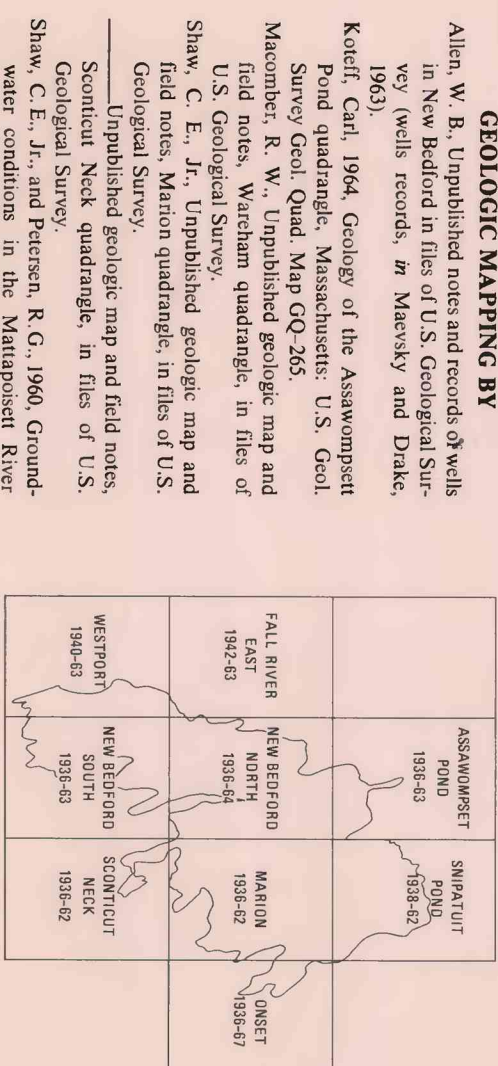 GEOLOGIC MAPPING BY
Allen, W. B., Unpublished notes and records of wells
in New Bedford in files of U.S. Geological Sur-
vey (wells records, in Maevsky and Drake,
1963).
Koteff, Carl, 1964, Geology of the Assawompsett
Pond quadrangle, Massachusetts: U.S. Geol.
Survey Geol. Quad. Map GQ-265.
Macomber, R. W., Unpublished geologic map and
field notes, Wareham quadrangle, in files of
U.S. Geological Survey.
Shaw, C. E., Jr., Unpublished geologic map and
field notes, Marion quadrangle, in files of U.S.
Geological Survey.
______Unpublished geologic map and field notes,
Sconticut Neck quadrangle, in files of U.S.
Geological Survey.
Shaw, C. E., Jr., and Petersen, R. G., 1960, Ground-
water conditions in the Mattapoisett River
ASSAWOMPSET
POND
1936-63
SNIPATUIT
POND
1938-62
FALL RIVER
EAST
1942-63
NEW BEDFORD
NORTH
1936-64
MARION
1936-62
ONSET
1936-67
WESTPORT
1940-63
NEW BEDFORD
SOUTH
1936-63
SCONTICUT
NECK
1936-62